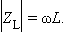 |Z_L| = ωL.